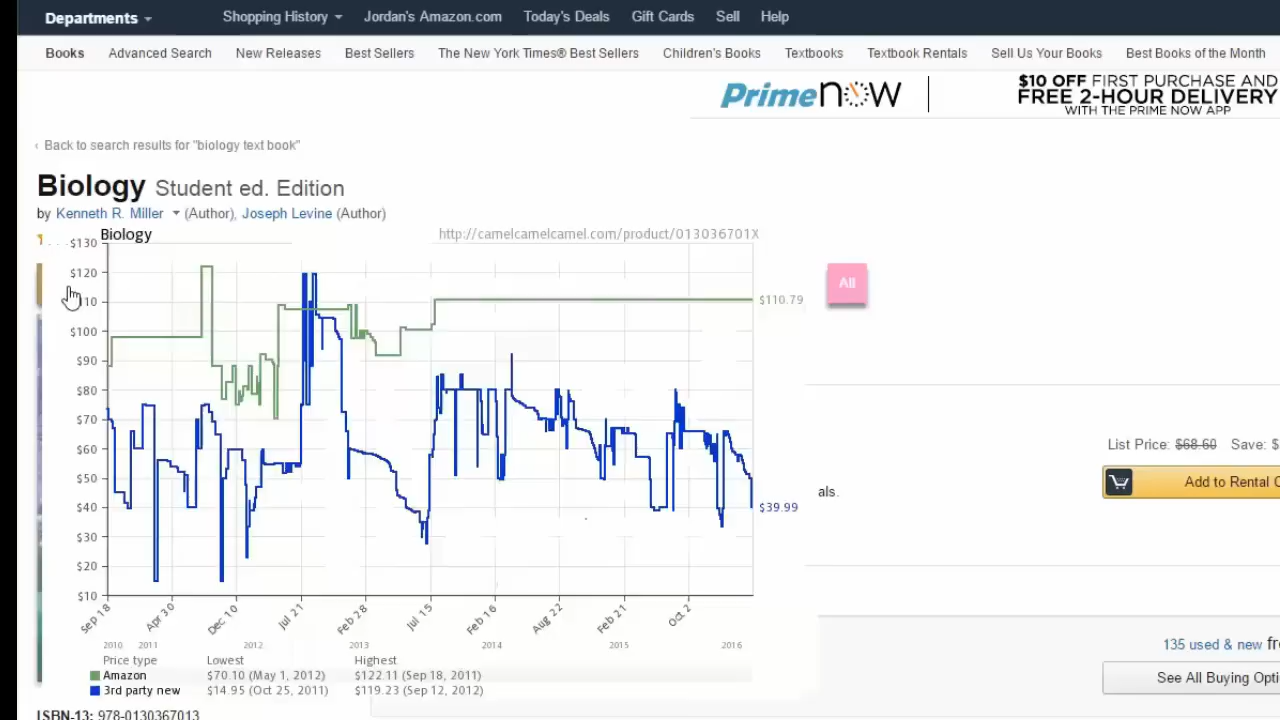 Departments Shopping History Jordan's Amazon.com Today's Deals Gift Cards Sell Help
Books Advanced Search New Releases Best Sellers The New York Times® Best Sellers Children's Books Textbooks Textbook Rentals Sell Us Your Books Best Books of the Month
PrimeNOW
$10 OFF FIRST PURCHASE AND
FREE 2-HOUR DELIVERY
WITH THE PRIME NOW APP
‹ Back to search results for "biology text book"
Biology Student ed. Edition
by Kenneth R. Miller (Author), Joseph Levine (Author)
Biology http://camelcamelcamel.com/product/013036701X
$130
$120
10
$100
$90
$80
$70
$60
$50
$40
$30
$20
$10
$110.79
$39.99
All
als.
List Price: $68.60 Save: $
Add to Rental C
Sep 18 Apr 30 Dec 10 Jul 21 Feb 28 Jul 15 Feb 16 Aug 22 Feb 21 Oct 2
2010 2011 2012 2013 2014 2015 2016
Price type Lowest Highest
Amazon $70.10 (May 1, 2012) $122.11 (Sep 18, 2011)
3rd party new $14.95 (Oct 25, 2011) $119.23 (Sep 12, 2012)
135 used & new fr
See All Buying Opti
ISBN-13: 978-0130367013